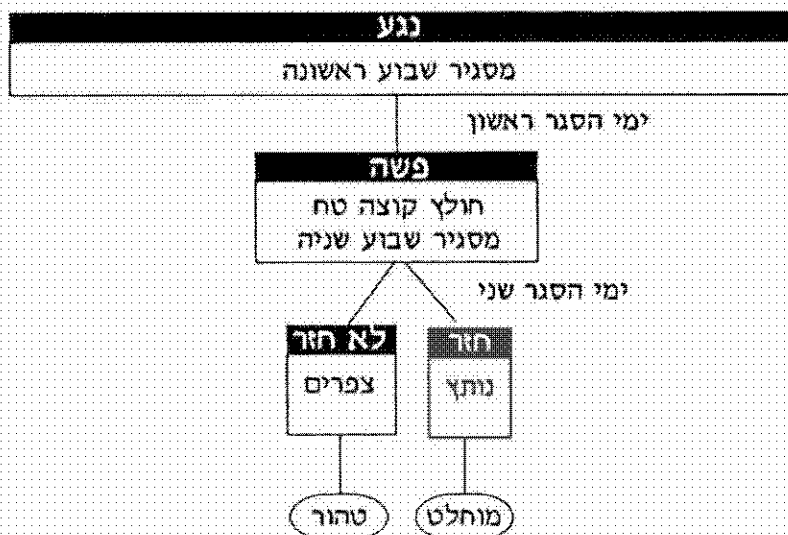 נגע
מסגיר שבוע ראשונה
ימי הסגר ראשון
פשה
חולץ קוצה טח
מסגיר שבוע שניה
ימי הסגר שני
חזר
לא חזר
נותץ
צפרים
מוחלט
טהור